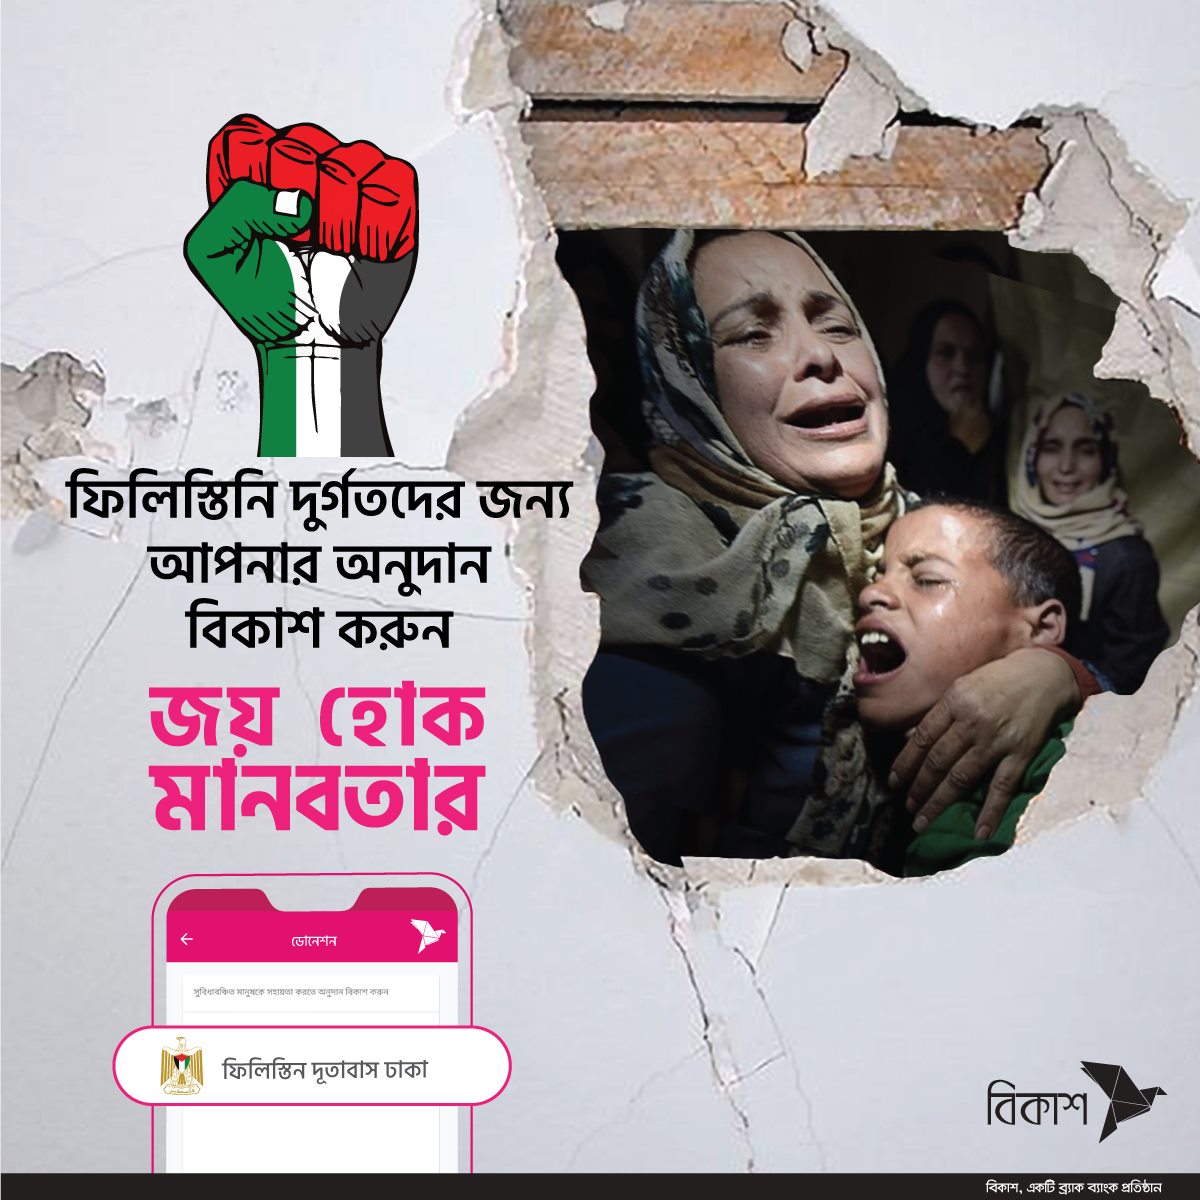 ফিলিস্তিনি দুর্গতদের জন্য
আপনার অনুদান
বিকাশ করুন
জয় হোক
মানবতার
ডোনেশন
সুবিধাবঞ্চিত মানুষকে সহায়তা করতে অনুদান বিকাশ করুন
ফিলিস্তিন দূতাবাস ঢাকা
বিকাশ
বিকাশ, একটি ব্র্যাক ব্যাংক প্রতিষ্ঠান